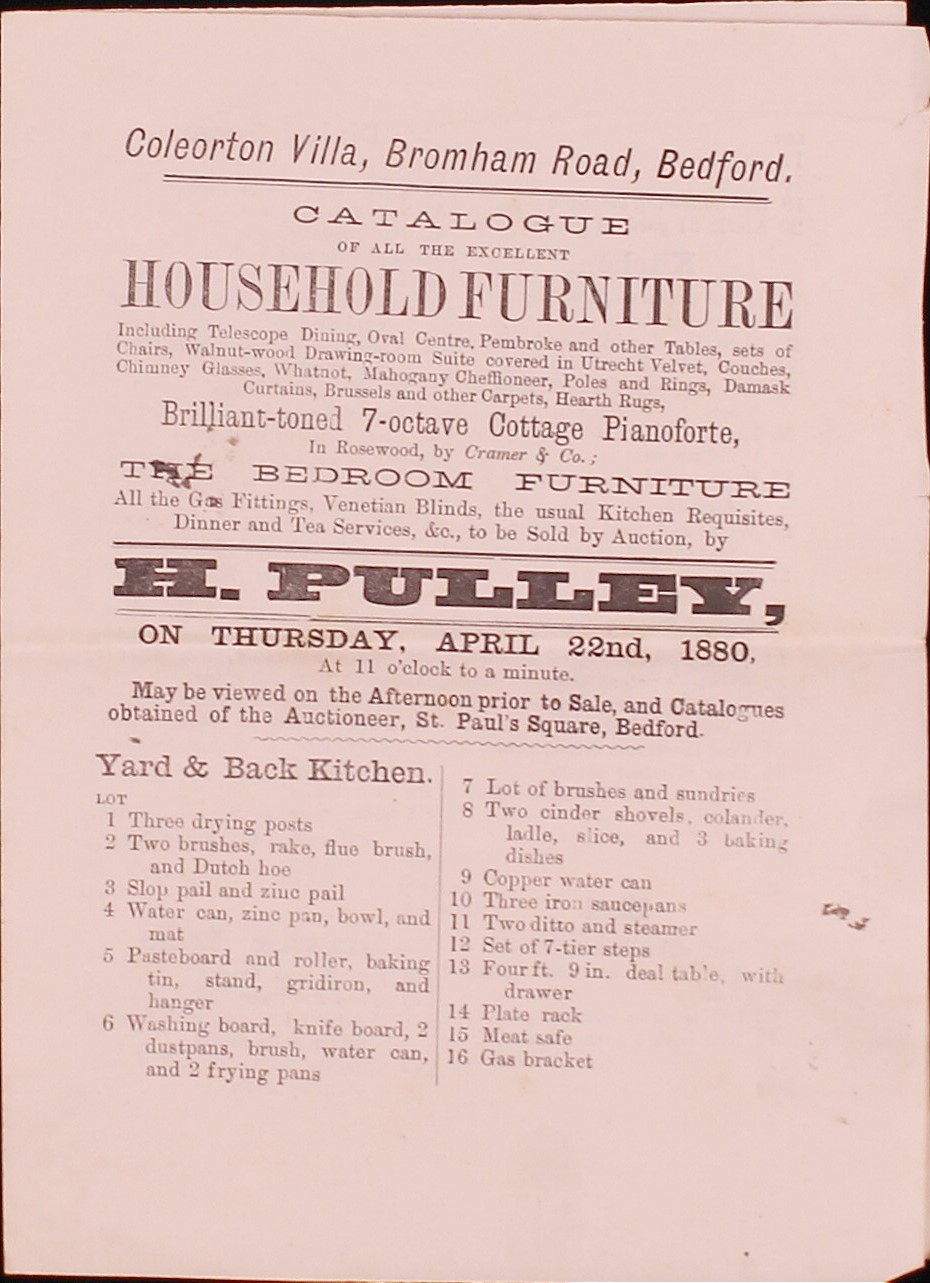 Coleorton Villa, Bromham Road, Bedford.
CATALOGUE
OF ALL THE EXCELLENT
HOUSEHOLD FURNITURE
Including Telescope Dining, Oval Centre, Pembroke and other Tables, sets of
Chairs, Walnut-wood Drawing-room Suite covered in Utrecht Velvet, Couches,
Chimney Glasses, Whatnot, Mahogany Cheffioneer, Poles and Rings, Damask
Curtains, Brussels and other Carpets, Hearth Rugs,
Brilliant-toned 7-octave Cottage Pianoforte,
In Rosewood, by Cramer & Co.;
THE BEDROOM FURNITURE
All the Gas Fittings, Venetian Blinds, the usual Kitchen Requisites,
Dinner and Tea Services, &c., to be Sold by Auction, by
H. PULLEY,
ON THURSDAY, APRIL 22nd, 1880,
At 11 o'clock to a minute.
May be viewed on the Afternoon prior to Sale, and Catalogues
obtained of the Auctioneer, St. Paul's Square, Bedford.
Yard & Back Kitchen.
LOT
1 Three drying posts
2 Two brushes, rake, flue brush,
and Dutch hoe
3 Slop pail and zinc pail
4 Water can, zinc pan, bowl, and
mat
5 Pasteboard and roller, baking
tin, stand, gridiron, and
hanger
6 Washing board, knife board, 2
dustpans, brush, water can,
and 2 frying pans
7 Lot of brushes and sundries
8 Two cinder shovels, colander,
ladle, slice, and 3 baking
dishes
9 Copper water can
10 Three iron saucepans
11 Two ditto and steamer
12 Set of 7-tier steps
13 Four ft. 9 in. deal table, with
drawer
14 Plate rack
15 Meat safe
16 Gas bracket